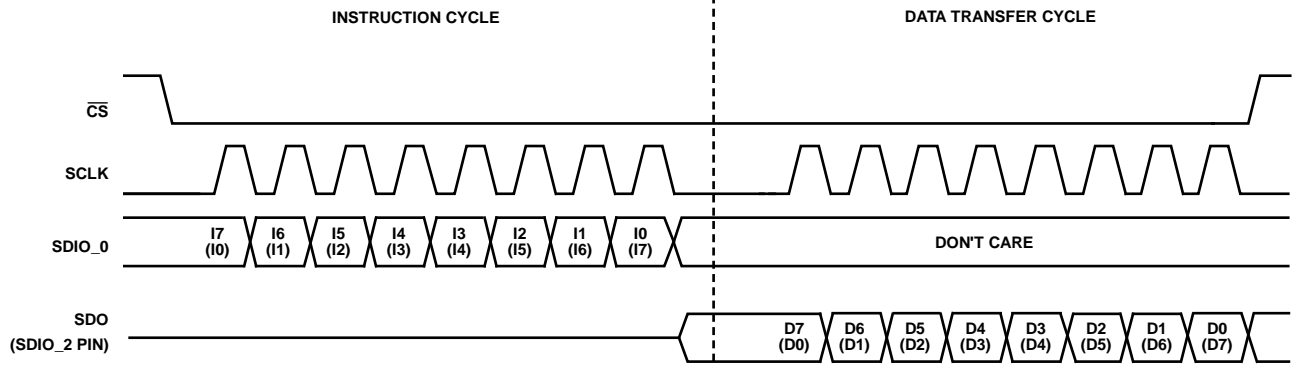 INSTRUCTION CYCLE DATA TRANSFER CYCLE
CS
SCLK
SDIO_0
I7 I6 I5 I4 I3 I2 I1 I0
(I0) (I1) (I2) (I3) (I4) (I5) (I6) (I7)
DON'T CARE
SDO
(SDIO_2 PIN)
D7 D6 D5 D4 D3 D2 D1 D0
(D0) (D1) (D2) (D3) (D4) (D5) (D6) (D7)